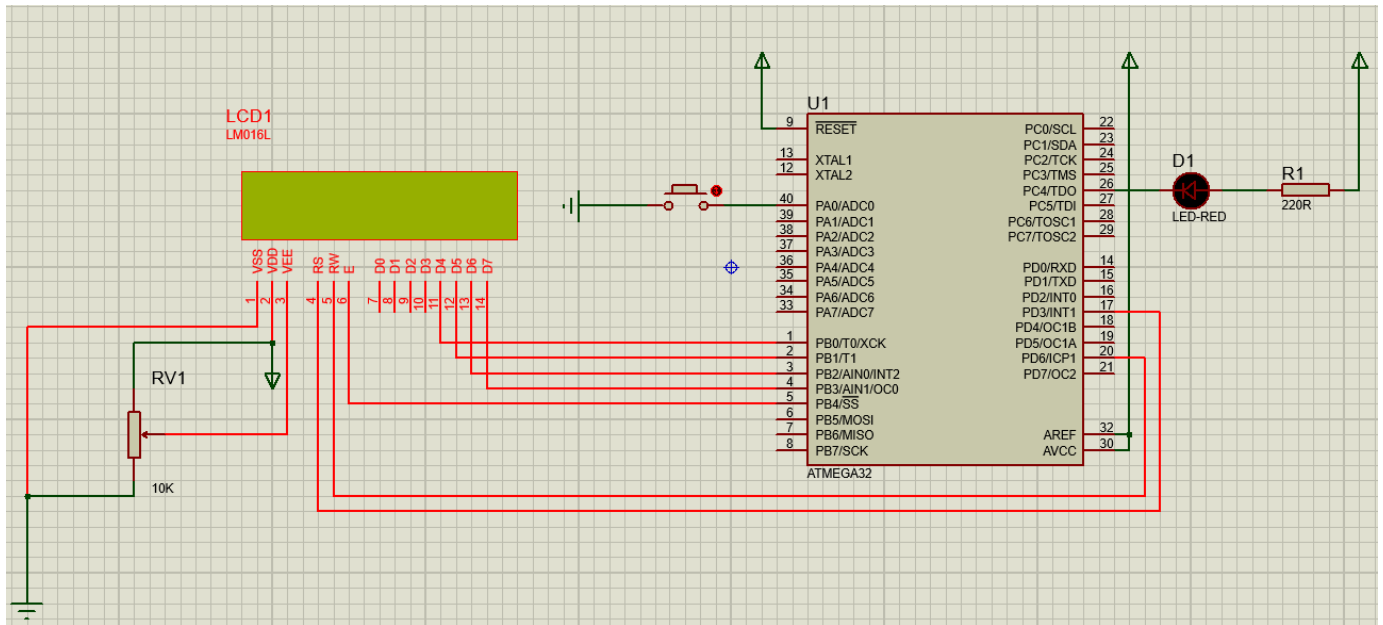 U1
LCD1
LM016L
9 RESET
PC0/SCL 22
PC1/SDA 23
13 XTAL1
PC2/TCK 24
12 XTAL2
PC3/TMS 25
D1
PC4/TDO 26
R1
40 PA0/ADC0
PC5/TDI 27
220R
39 PA1/ADC1
PC6/TOSC1 28
LED-RED
38 PA2/ADC2
PC7/TOSC2 29
37 PA3/ADC3
36 PA4/ADC4
PD0/RXD 14
35 PA5/ADC5
PD1/TXD 15
34 PA6/ADC6
PD2/INT0 16
33 PA7/ADC7
PD3/INT1 17
PD4/OC1B 18
1 PB0/T0/XCK
PD5/OC1A 19
2 PB1/T1
PD6/ICP1 20
3 PB2/AIN0/INT2
PD7/OC2 21
4 PB3/AIN1/OC0
5 PB4/SS
6 PB5/MOSI
7 PB6/MISO
AREF 32
8 PB7/SCK
AVCC 30
ATMEGA32
VSS VDD VEE RS RW E D0 D1 D2 D3 D4 D5 D6 D7
1 2 3 4 5 6 7 8 9 10 11 12 13 14
RV1
10K